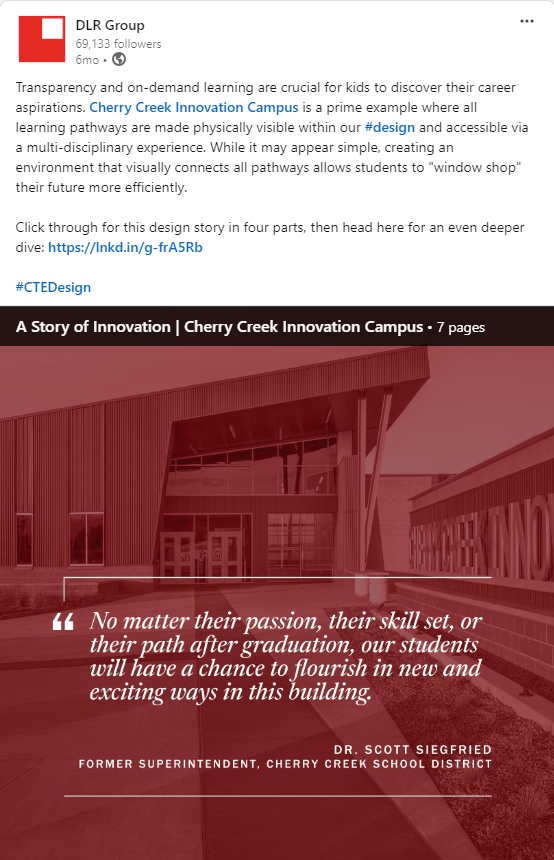 DLR Group
69,133 followers
6mo •
Transparency and on-demand learning are crucial for kids to discover their career
aspirations. Cherry Creek Innovation Campus is a prime example where all
learning pathways are made physically visible within our #design and accessible via
a multi-disciplinary experience. While it may appear simple, creating an
environment that visually connects all pathways allows students to "window shop"
their future more efficiently.
Click through for this design story in four parts, then head here for an even deeper
dive: https://lnkd.in/g-frA5Rb
#CTEDesign
A Story of Innovation | Cherry Creek Innovation Campus • 7 pages
CHERRY CREEK INNO
“ No matter their passion, their skill set, or
their path after graduation, our students
will have a chance to flourish in new and
exciting ways in this building.
DR. SCOTT SIEGFRIED
FORMER SUPERINTENDENT, CHERRY CREEK SCHOOL DISTRICT